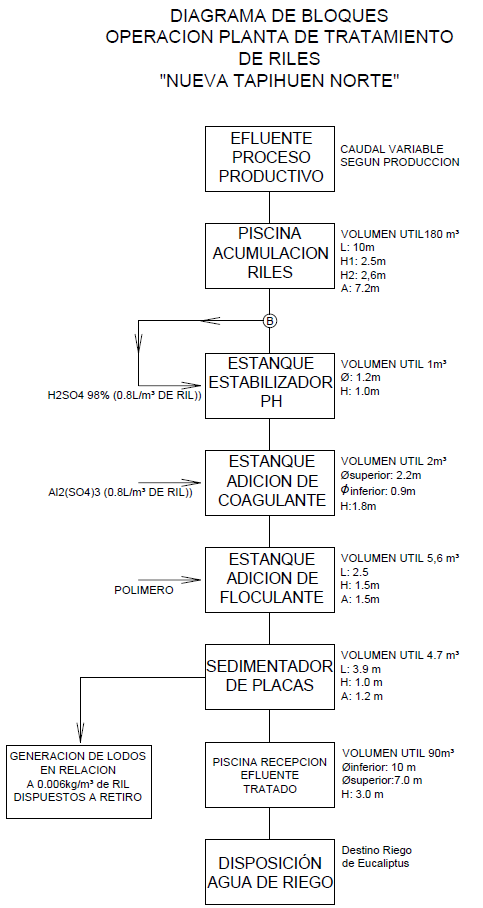 DIAGRAMA DE BLOQUES
OPERACION PLANTA DE TRATAMIENTO
DE RILES
"NUEVA TAPIHUEN NORTE"
EFLUENTE
PROCESO
PRODUCTIVO
CAUDAL VARIABLE
SEGUN PRODUCCION
PISCINA
ACUMULACION
RILES
VOLUMEN UTIL180 m³
L: 10m
H1: 2.5m
H2: 2,6m
A: 7.2m
B
ESTANQUE
ESTABILIZADOR
PH
VOLUMEN UTIL 1m³
Ø: 1.2m
H: 1.0m
H2SO4 98% (0.8L/m³ DE RIL))
ESTANQUE
ADICION DE
COAGULANTE
VOLUMEN UTIL 2m³
Øsuperior: 2.2m
Øinferior: 0.9m
H:1.8m
Al2(SO4)3 (0.8L/m³ DE RIL))
ESTANQUE
ADICION DE
FLOCULANTE
VOLUMEN UTIL 5,6 m³
L: 2.5
H: 1.5m
A: 1.5m
POLIMERO
SEDIMENTADOR
DE PLACAS
VOLUMEN UTIL 4.7 m³
L: 3.9 m
H: 1.0 m
A: 1.2 m
GENERACION DE LODOS
EN RELACION
A 0.006kg/m³ de RIL
DISPUESTOS A RETIRO
PISCINA RECEPCION
EFLUENTE
TRATADO
VOLUMEN UTIL 90m³
Øinferior: 10 m
Øsuperior:7.0 m
H: 3.0 m
DISPOSICIÓN
AGUA DE RIEGO
Destino Riego
de Eucaliptus